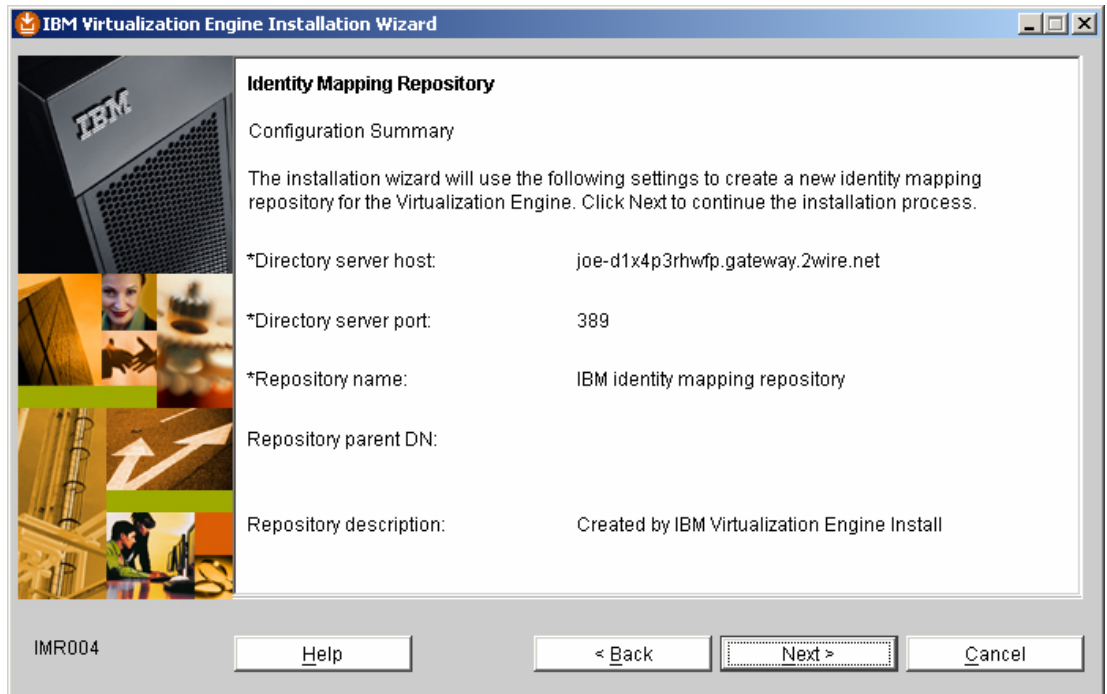 IBM Virtualization Engine Installation Wizard
IBM
Identity Mapping Repository
Configuration Summary
The installation wizard will use the following settings to create a new identity mapping
repository for the Virtualization Engine. Click Next to continue the installation process.
*Directory server host: joe-d1x4p3rhwfp.gateway.2wire.net
*Directory server port: 389
*Repository name: IBM identity mapping repository
Repository parent DN:
Repository description: Created by IBM Virtualization Engine Install
IMR004
Help
< Back
Next >
Cancel